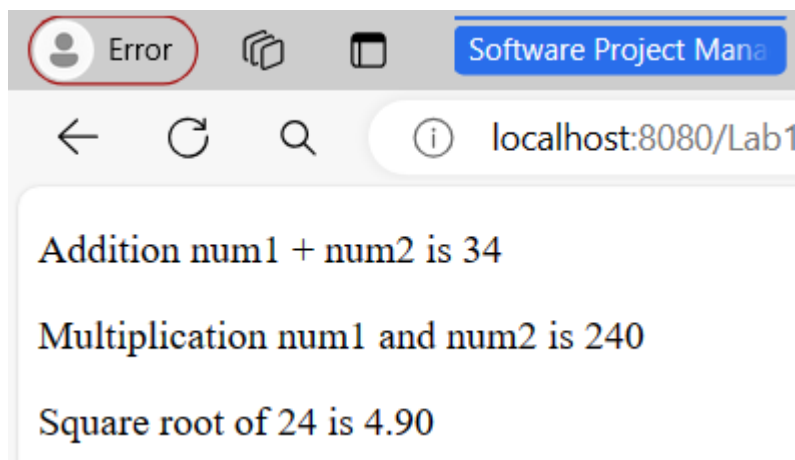 Error
Software Project Mana
localhost:8080/Lab1
Addition num1 + num2 is 34
Multiplication num1 and num2 is 240
Square root of 24 is 4.90